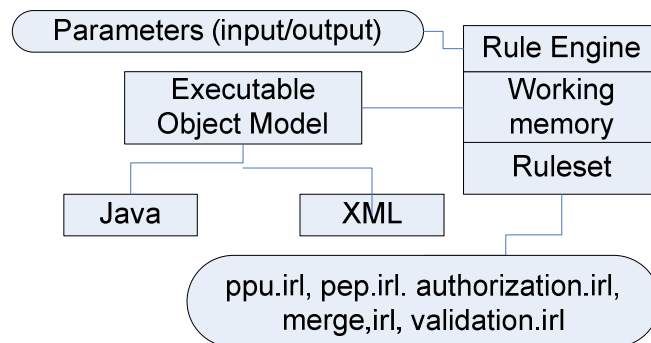 Parameters (input/output)
Rule Engine
Executable
Object Model
Working
memory
Ruleset
Java
XML
ppu.irl, pep.irl. authorization.irl,
merge,irl, validation.irl